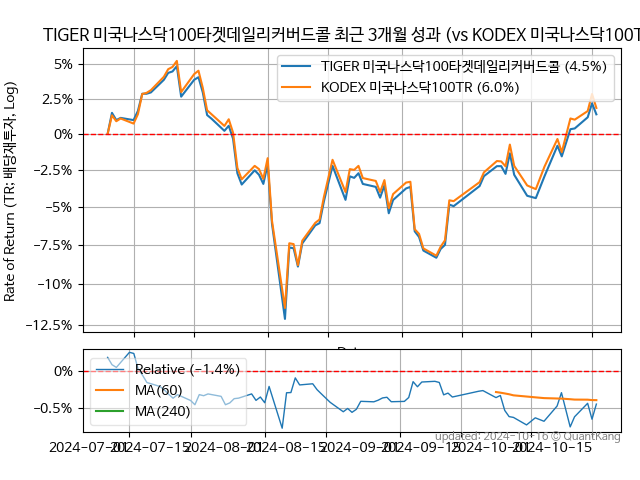 TIGER 미국나스닥100타겟데일리커버드콜 최근 3개월 성과 (vs KODEX 미국나스닥100T
Rate of Return (TR: 배당재투자, Log)
5%
2.5%
0%
−2.5%
−5%
−7.5%
−10%
−12.5%
TIGER 미국나스닥100타겟데일리커버드콜 (4.5%)
KODEX 미국나스닥100TR (6.0%)
0%
−0.5%
Relative (−1.4%)
MA(60)
MA(240)
updated: 2024-10-16 © QuantKang
2024-07-01
2024-07-15
2024-08-01
2024-08-15
2024-09-01
2024-09-15
2024-10-01
2024-10-15